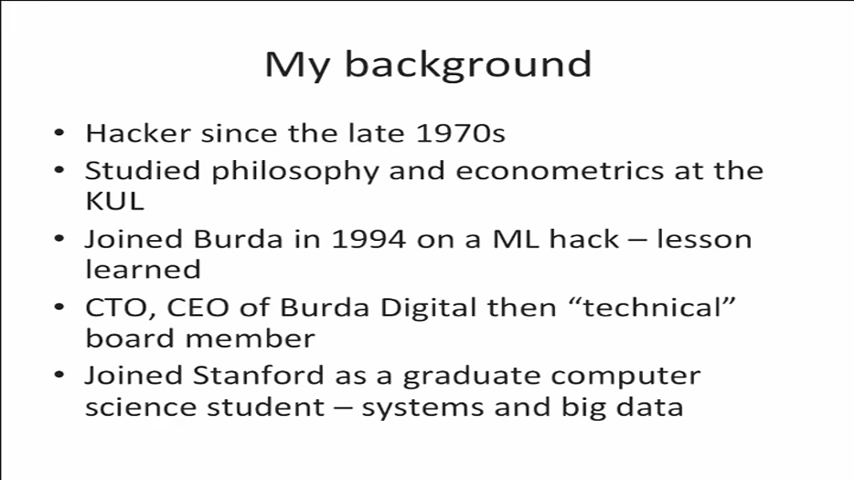 My background
• Hacker since the late 1970s
• Studied philosophy and econometrics at the
KUL
• Joined Burda in 1994 on a ML hack – lesson
learned
• CTO, CEO of Burda Digital then “technical”
board member
• Joined Stanford as a graduate computer
science student – systems and big data